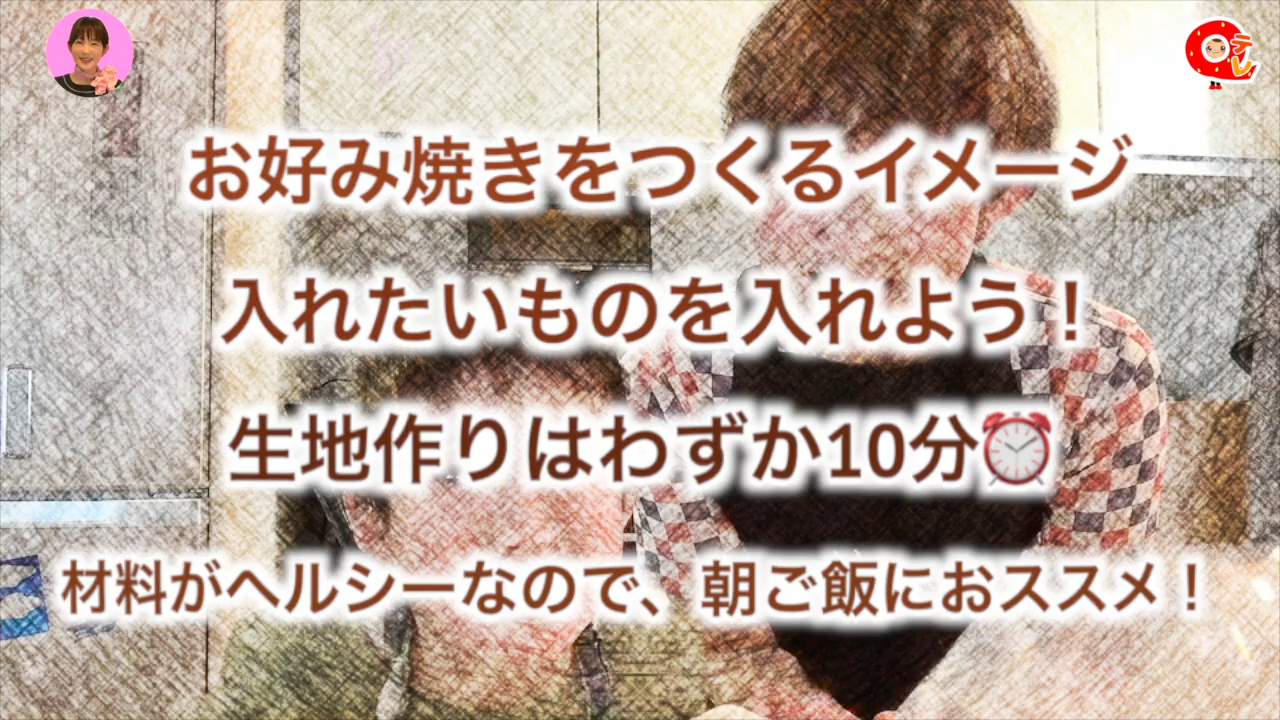 テレ
お好み焼きをつくるイメージ
入れたいものを入れよう！
生地作りはわずか10分⏰
材料がヘルシーなので、朝ご飯におススメ！